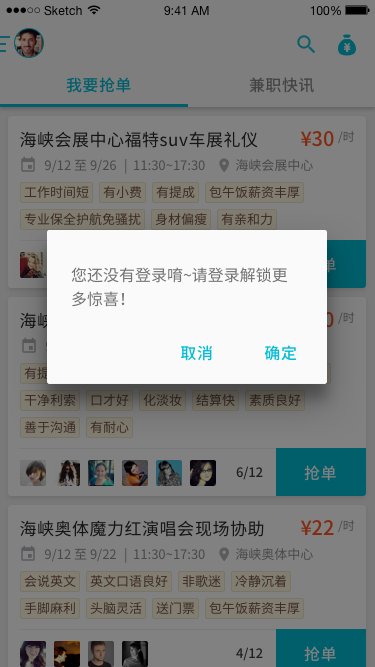 Sketch 9:41 AM 100%
我要抢单 兼职快讯
海峡会展中心福特suv车展礼仪 ¥30 /时
9/12 至 9/26 | 11:30~17:30 海峡会展中心
工作时间短 有小费 有提成 包午饭薪资丰厚
专业保全护航免骚扰 身材偏瘦 有亲和力
单
您还没有登录唷~请登录解锁更
多惊喜!
取消 确定
海峡 0 /时
9
有提
干净利索 口才好 化淡妆 结算快 素质良好
善于沟通 有耐心
6/12 抢单
海峡奥体魔力红演唱会现场协助 ¥22 /时
9/12 至 9/22 | 11:30~17:30 海峡奥体中心
会说英文 英文口语良好 非歌迷 冷静沉着
手脚麻利 头脑灵活 送门票 包午饭薪资丰厚
4/12 抢单